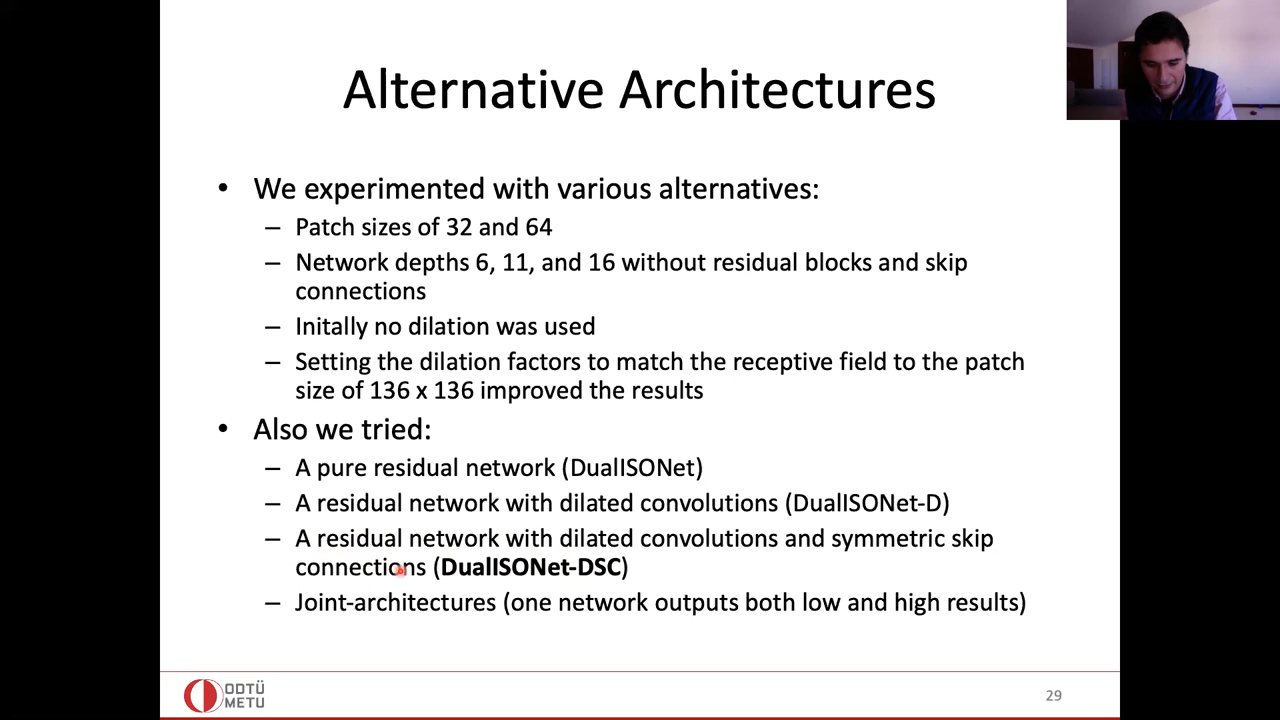 Alternative Architectures
• We experimented with various alternatives:
– Patch sizes of 32 and 64
– Network depths 6, 11, and 16 without residual blocks and skip
connections
– Initally no dilation was used
– Setting the dilation factors to match the receptive field to the patch
size of 136 x 136 improved the results
• Also we tried:
– A pure residual network (DualISONet)
– A residual network with dilated convolutions (DualISONet-D)
– A residual network with dilated convolutions and symmetric skip
connections (DualISONet-DSC)
– Joint-architectures (one network outputs both low and high results)
ODTÜ
METU
29